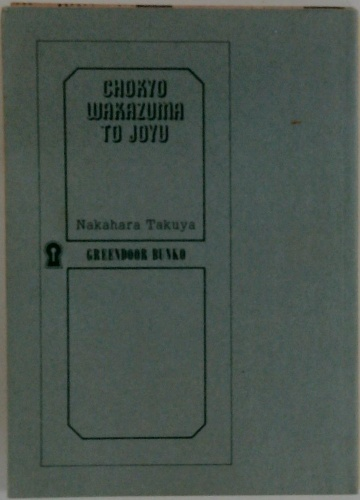 CHOKYO
WAKAZUMA
TO JOYU
Nakahara Takuya
GREENDOOR BUNKO